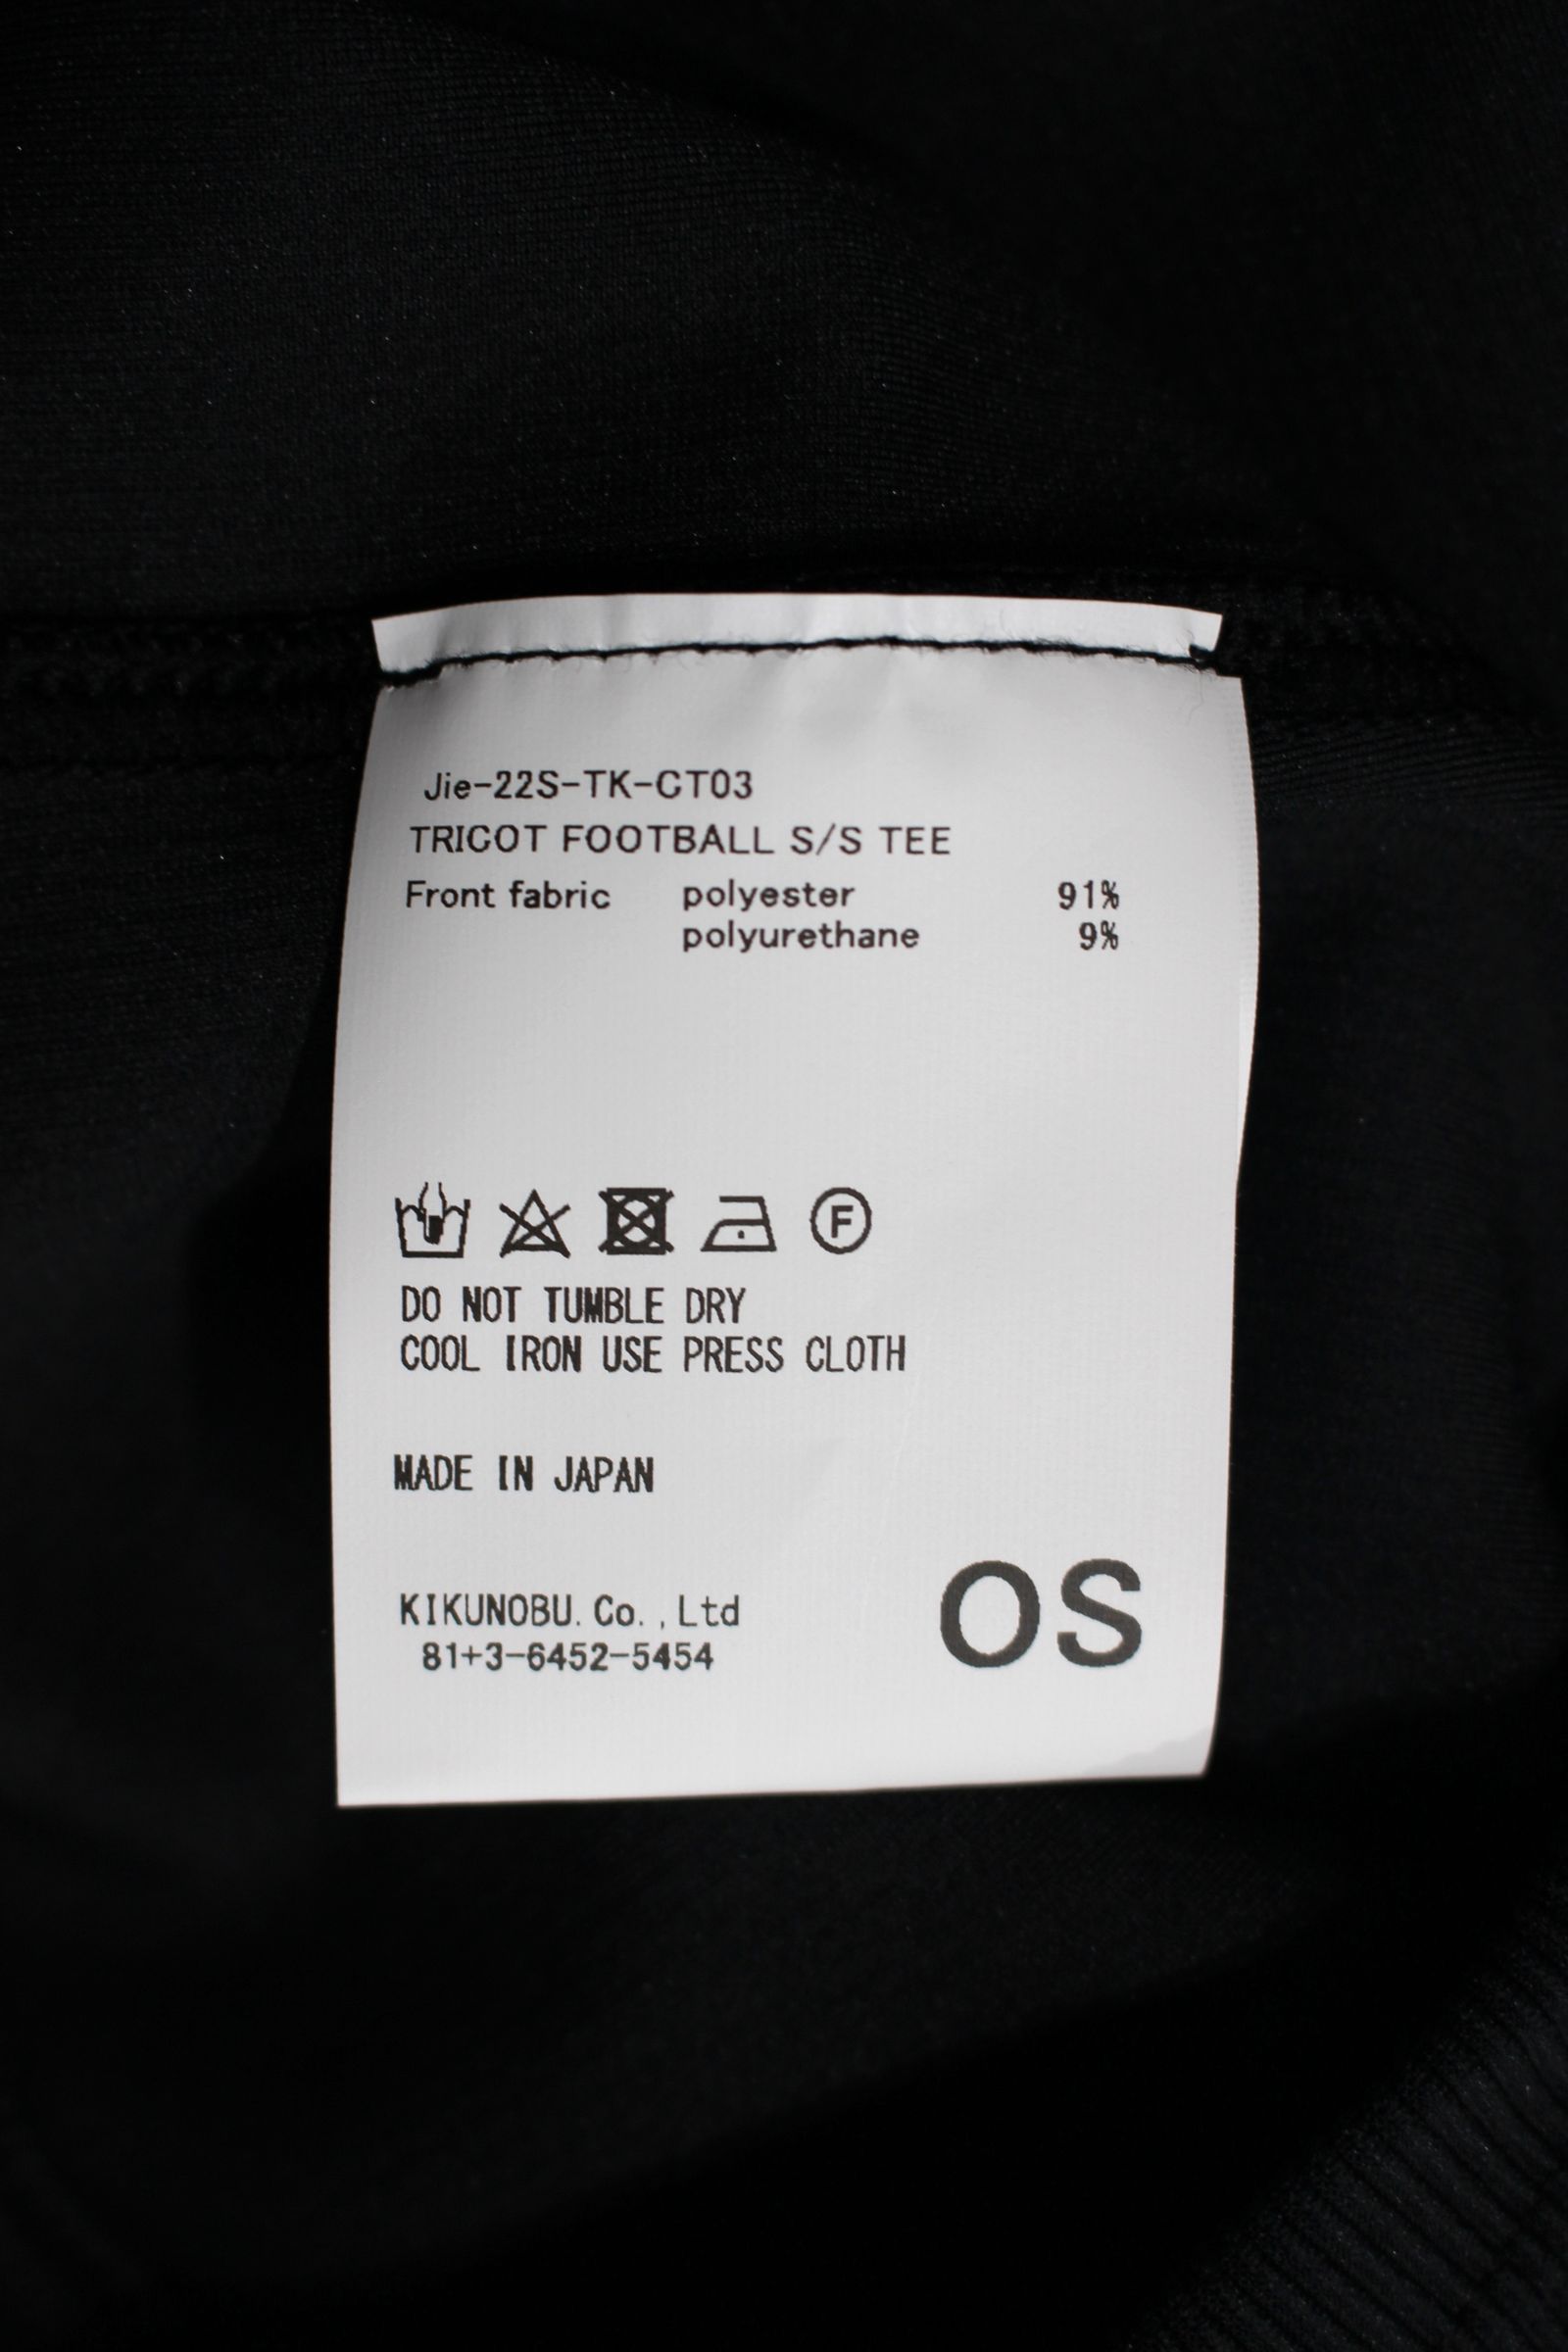 Jie-22S-TK-CT03
TRICOT FOOTBALL S/S TEE
Front fabric polyester 91%
polyurethane 9%
F
DO NOT TUMBLE DRY
COOL IRON USE PRESS CLOTH
MADE IN JAPAN
KIKUNOBU.Co.,Ltd
81+3-6452-5454
OS